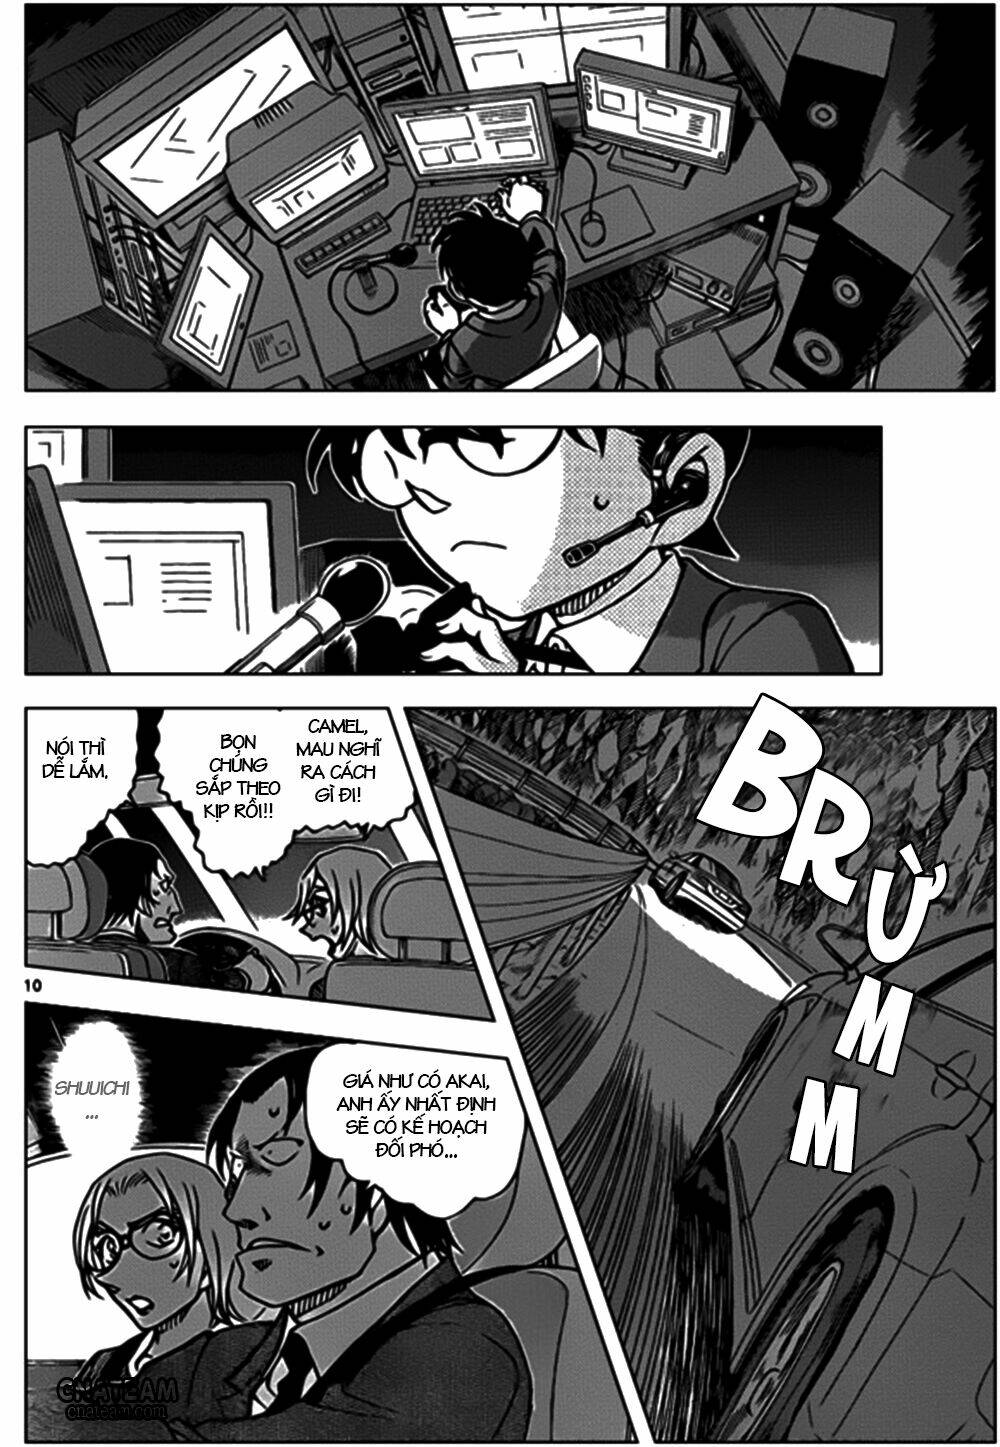 BRỪMM
CAMEL,
MAU NGHĨ
RA CÁCH
GÌ ĐI!
BỌN
CHÚNG
SẮP THEO
KỊP RỒI!!
NÓI THÌ
DỄ LẮM,
10
GIÁ NHƯ CÓ AKAI,
ANH ẤY NHẤT ĐỊNH
SẼ CÓ KẾ HOẠCH
ĐỐI PHÓ...
SHUUICHI
...
CNATEAM
cnateam.com